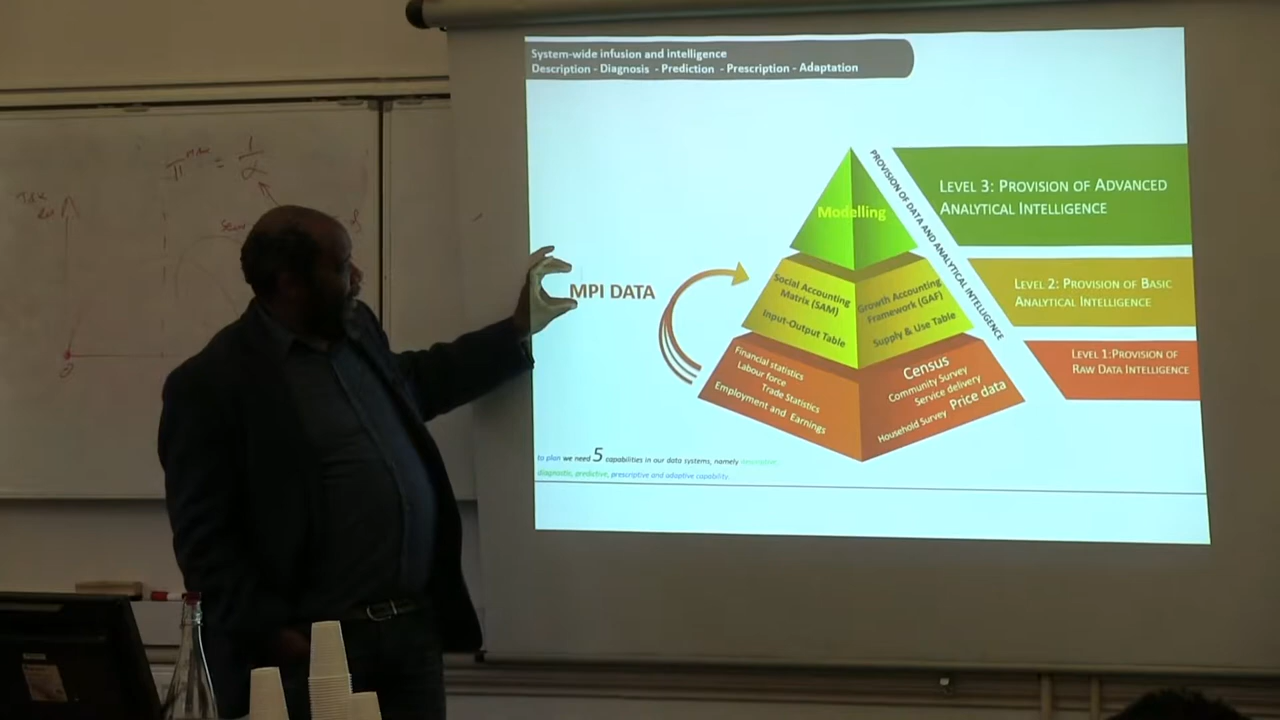 System-wide infusion and intelligence
Description - Diagnosis - Prediction - Prescription - Adaptation
MPI DATA
Modelling
Social Accounting
Matrix (SAM)
Input-Output Table
Growth Accounting
Framework (GAF)
Supply & Use Table
Financial statistics
Labour force
Trade Statistics
Employment and Earnings
Census
Community Survey
Service delivery
Price data
Household Survey
PROVISION OF DATA AND ANALYTICAL INTELLIGENCE
LEVEL 3: PROVISION OF ADVANCED
ANALYTICAL INTELLIGENCE
LEVEL 2: PROVISION OF BASIC
ANALYTICAL INTELLIGENCE
LEVEL 1:PROVISION OF
RAW DATA INTELLIGENCE
to plan we need 5 capabilities in our data systems, namely
diagnostic, predictive, prescriptive and adaptive capability.